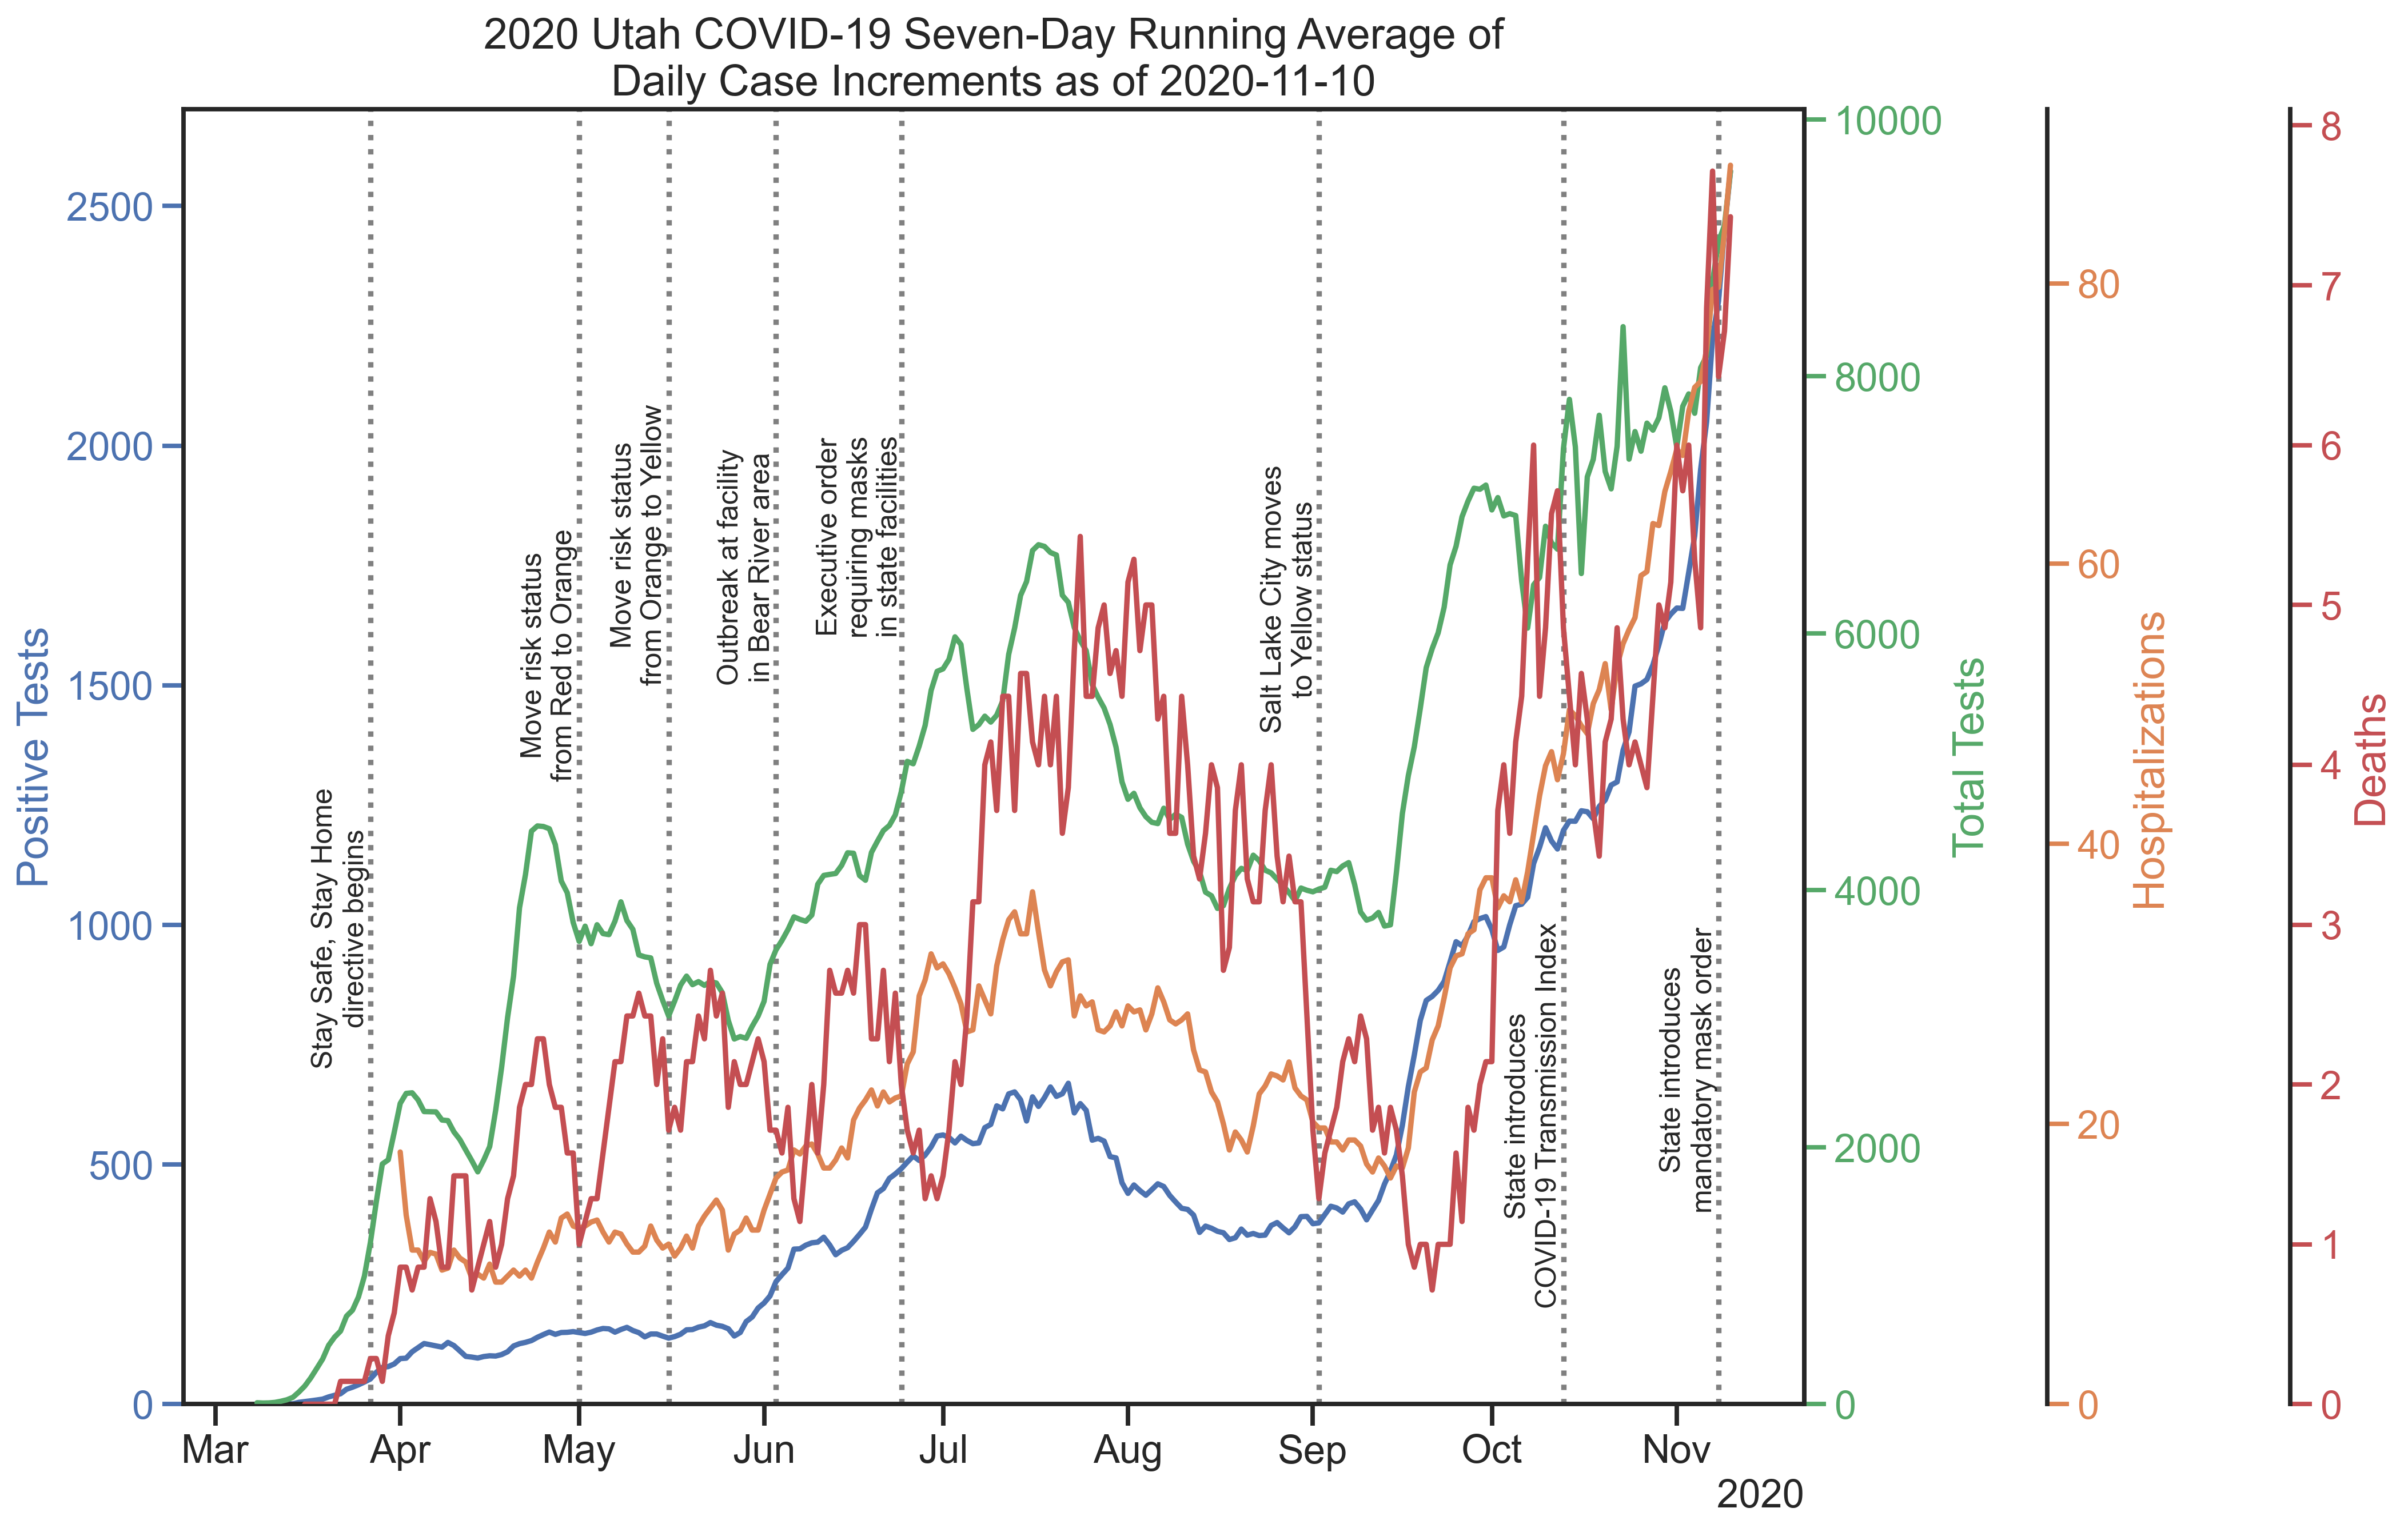 2020 Utah COVID-19 Seven-Day Running Average of
Daily Case Increments as of 2020-11-10
Positive Tests
2500
2000
1500
1000
500
0
Stay Safe, Stay Home
directive begins
Move risk status
from Red to Orange
Move risk status
from Orange to Yellow
Outbreak at facility
in Bear River area
Executive order
requiring masks
in state facilities
Salt Lake City moves
to Yellow status
State introduces
COVID-19 Transmission Index
State introduces
mandatory mask order
Mar
Apr
May
Jun
Jul
Aug
Sep
Oct
Nov
2020
10000
8000
6000
4000
2000
0
Total Tests
80
60
40
20
0
Hospitalizations
8
7
6
5
4
3
2
1
0
Deaths